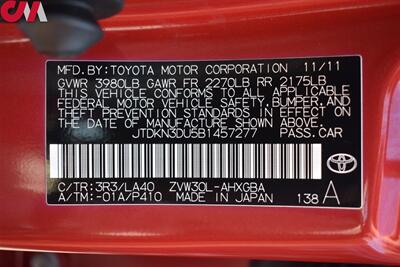 CM
MFD. BY: TOYOTA MOTOR CORPORATION 11/11
GVWR 3980LB GAWR FR 2270LB RR 2175LB
THIS VEHICLE CONFORMS TO ALL APPLICABLE
FEDERAL MOTOR VEHICLE SAFETY, BUMPER, AND
THEFT PREVENTION STANDARDS IN EFFECT ON
THE DATE OF MANUFACTURE SHOWN ABOVE.
JTDKN3DU5B1457277 PASS. CAR
C/TR: 3R3/LA40 ZVW30L-AHXGBA
A/TM: -01A/P410 MADE IN JAPAN 138 A
TOYOTA